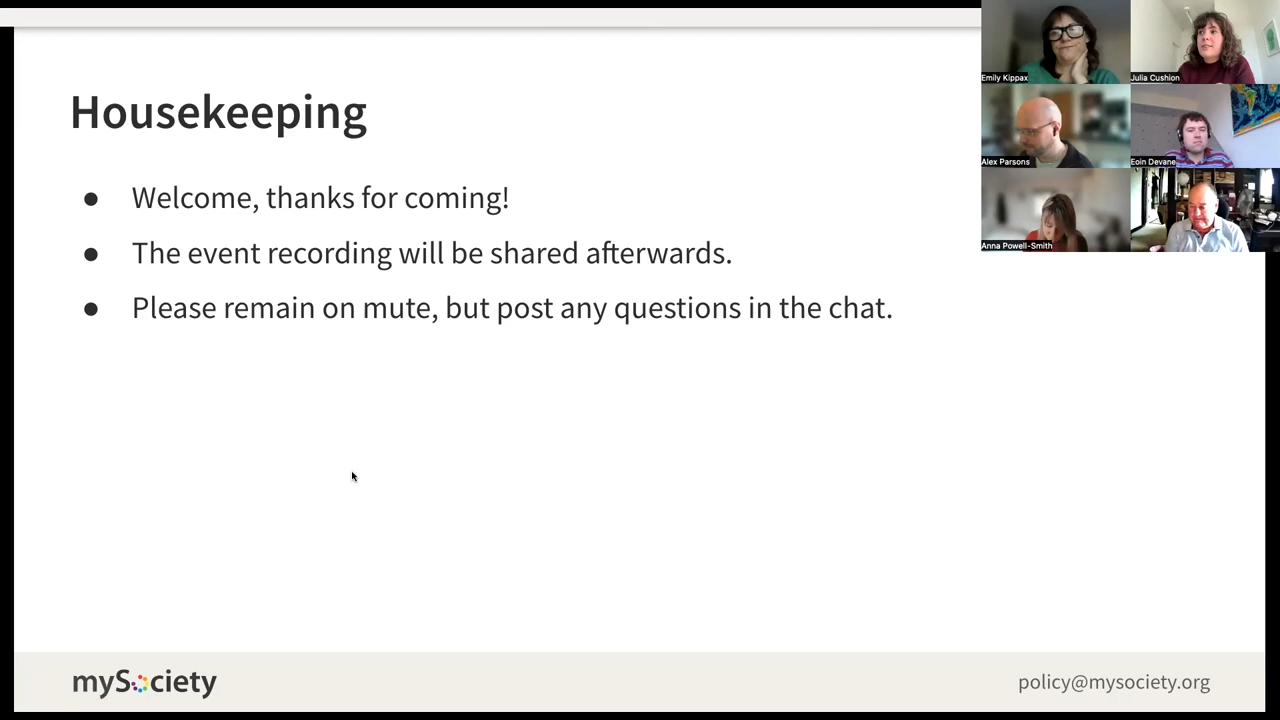 Housekeeping
● Welcome, thanks for coming!
● The event recording will be shared afterwards.
● Please remain on mute, but post any questions in the chat.
Emily Kippax
Julia Cushion
Alex Parsons
Eoin Devane
Anna Powell-Smith
mySociety
policy@mysociety.org